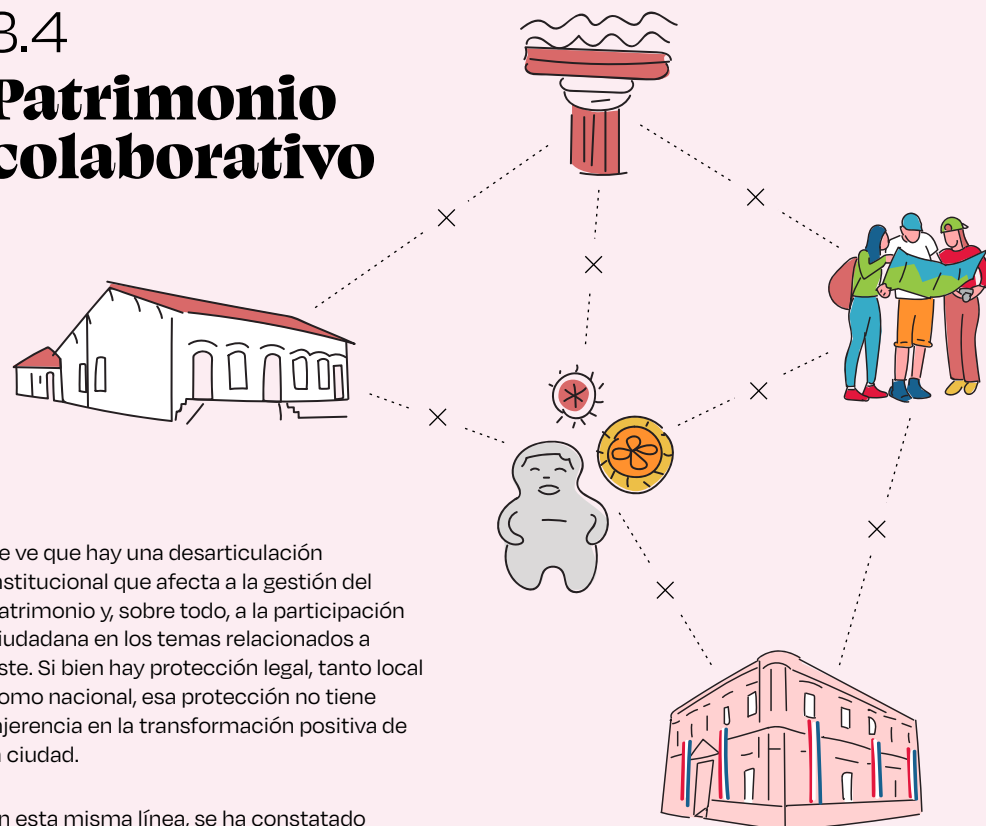 3.4
Patrimonio
colaborativo
e ve que hay una desarticulación
nstitucional que afecta a la gestión del
atrimonio y, sobre todo, a la participación
iudadana en los temas relacionados a
ste. Si bien hay protección legal, tanto local
omo nacional, esa protección no tiene
njerencia en la transformación positiva de
a ciudad.
n esta misma línea, se ha constatado